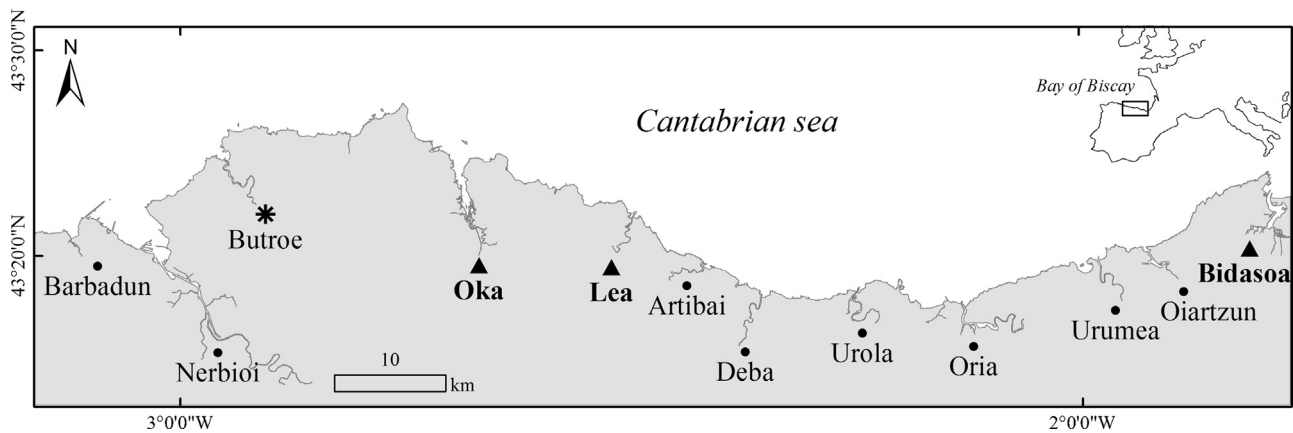 43°30'0"N
N
Bay of Biscay
Cantabrian sea
Butroe
43°20'0"N
Barbadun
Oka
Lea
Artibai
Bidasoa
Oiartzun
Urumea
Urola
Oria
Deba
Nerbioi
10
km
3°0'0"W
2°0'0"W